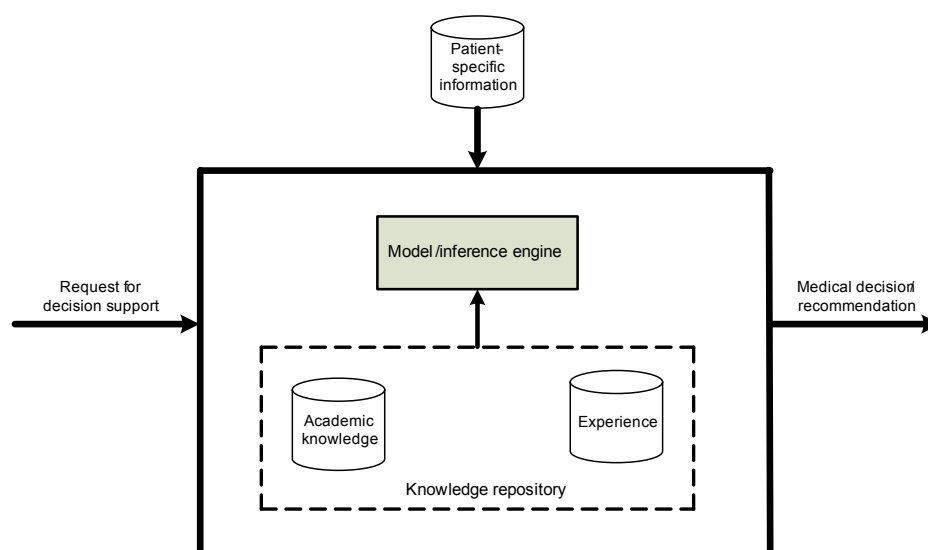 Patient-
specific
information
Model/inference engine
Request for
decision support
Medical decision/
recommendation
Academic
knowledge
Experience
Knowledge repository